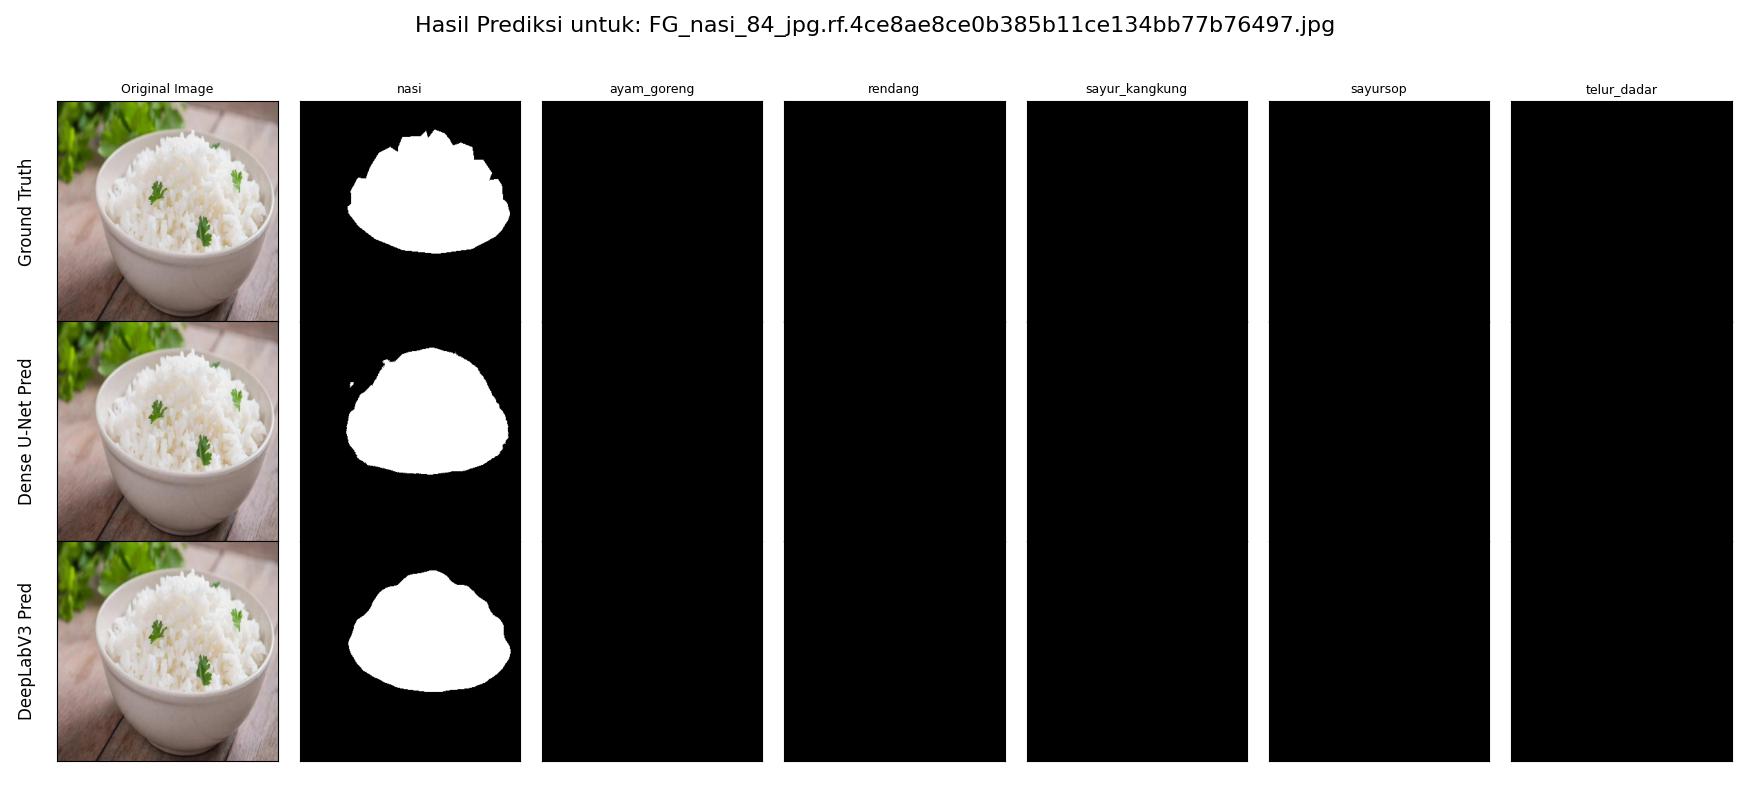 Hasil Prediksi untuk: FG_nasi_84_jpg.rf.4ce8ae8ce0b385b11ce134bb77b76497.jpg
Original Image
nasi
ayam_goreng
rendang
sayur_kangkung
sayursop
telur_dadar
Ground Truth
Dense U-Net Pred
DeepLabV3 Pred